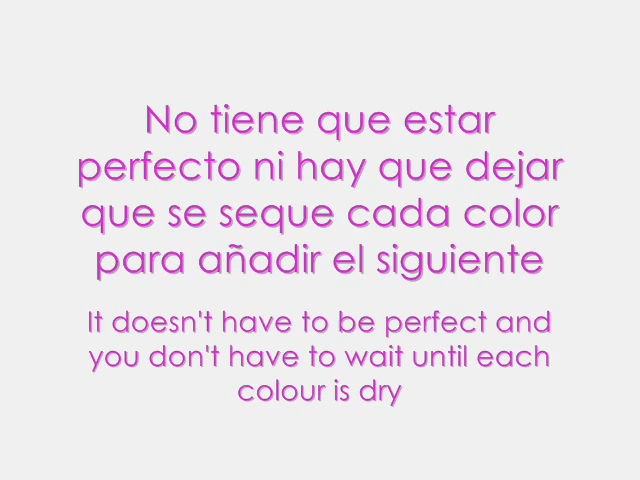 No tiene que estar
perfecto ni hay que dejar
que se seque cada color
para añadir el siguiente
It doesn't have to be perfect and
you don't have to wait until each
colour is dry